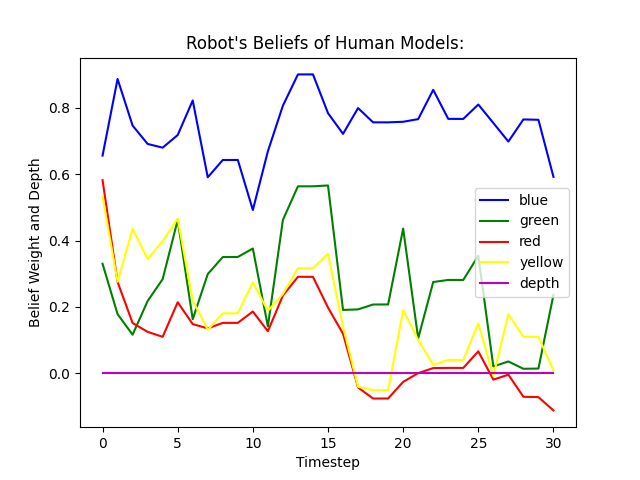 Robot's Beliefs of Human Models:
Belief Weight and Depth
0.8
0.6
0.4
0.2
0.0
blue
green
red
yellow
depth
0 5 10 15 20 25 30
Timestep